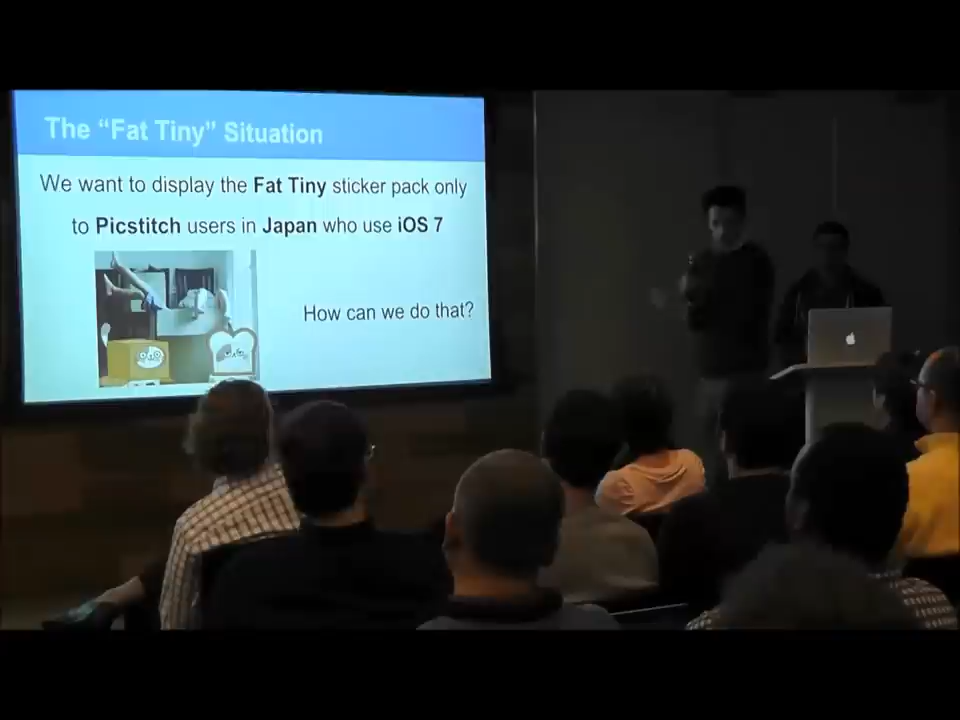 The “Fat Tiny” Situation
We want to display the Fat Tiny sticker pack only
to Picstitch users in Japan who use iOS 7
How can we do that?